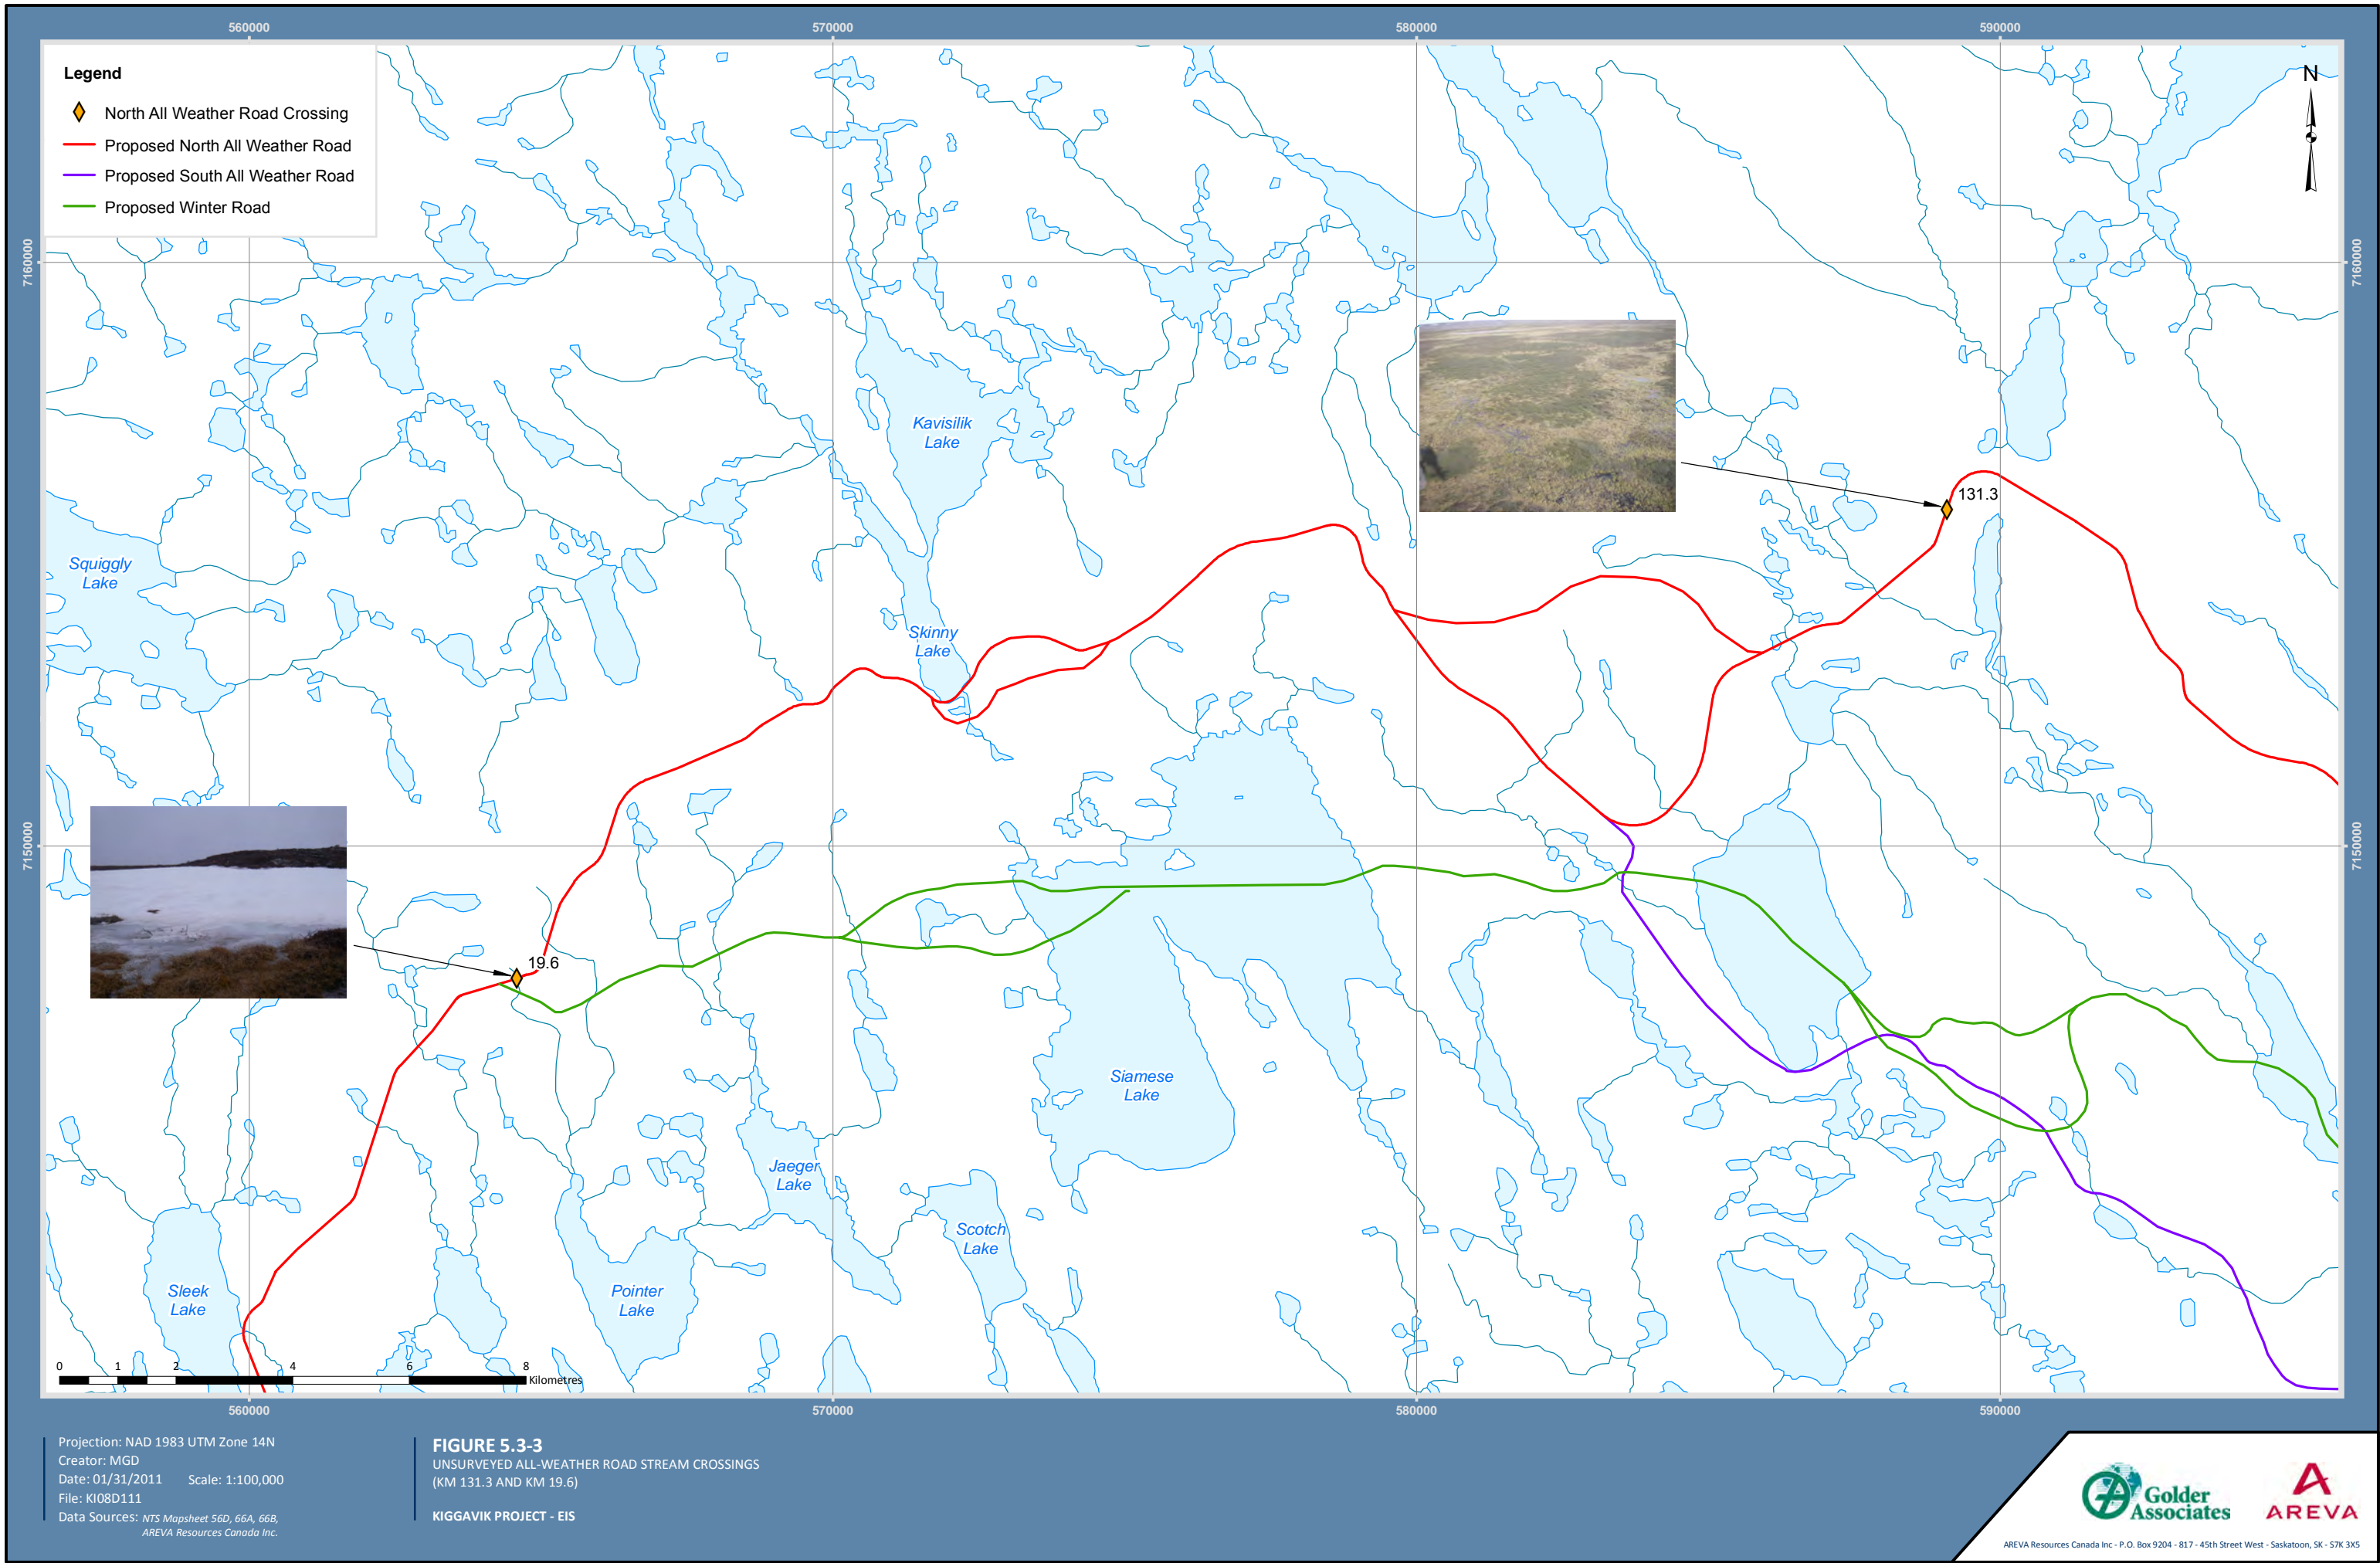 560000
570000
580000
590000
Legend
North All Weather Road Crossing
Proposed North All Weather Road
Proposed South All Weather Road
Proposed Winter Road
N
7160000
7160000
Kavisilik
Lake
131.3
Squiggly
Lake
Skinny
Lake
7150000
7150000
19.6
Siamese
Lake
Jaeger
Lake
Scotch
Lake
Sleek
Lake
Pointer
Lake
0 1 2 4 6 8
Kilometres
560000
570000
580000
590000
Projection: NAD 1983 UTM Zone 14N
Creator: MGD
Date: 01/31/2011 Scale: 1:100,000
File: KI08D111
Data Sources: NTS Mapsheet 56D, 66A, 66B,
AREVA Resources Canada Inc.
FIGURE 5.3-3
UNSURVEYED ALL-WEATHER ROAD STREAM CROSSINGS
(KM 131.3 AND KM 19.6)
KIGGAVIK PROJECT - EIS
Golder
Associates
AREVA
AREVA Resources Canada Inc - P.O. Box 9204 - 817 - 45th Street West - Saskatoon, SK - S7K 3X5